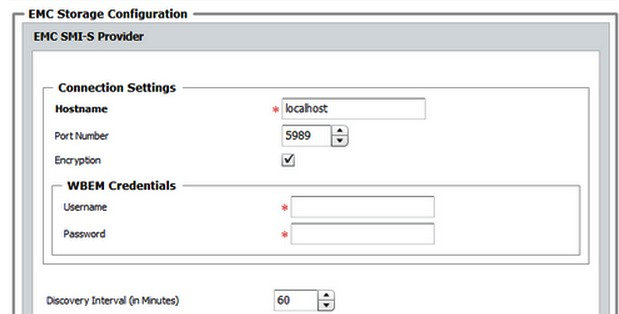 EMC Storage Configuration
EMC SMI-S Provider
Connection Settings
Hostname * localhost
Port Number 5989
Encryption
WBEM Credentials
Username *
Password *
Discovery Interval (in Minutes) 60